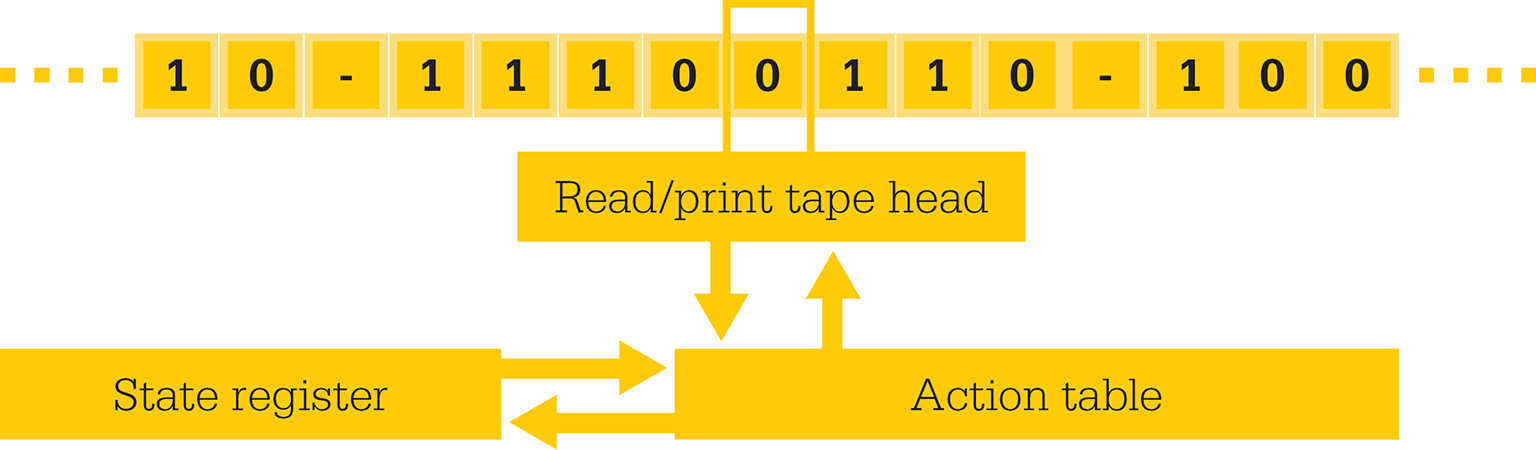 1 0 - 1 1 1 0 0 1 1 0 - 1 0 0
Read/print tape head
State register
Action table